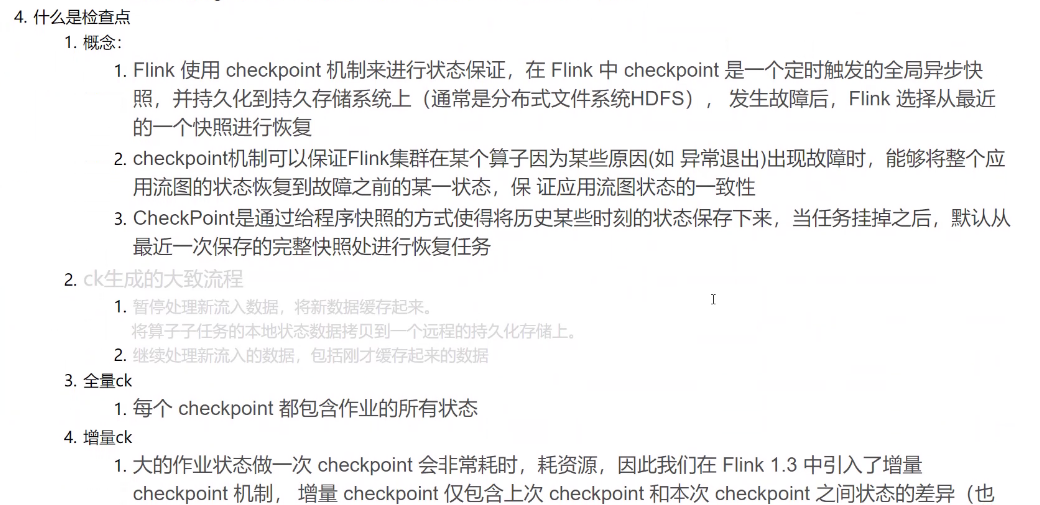 4. 什么是检查点
1. 概念：
1. Flink 使用 checkpoint 机制来进行状态保证，在 Flink 中 checkpoint 是一个定时触发的全局异步快
照，并持久化到持久存储系统上（通常是分布式文件系统HDFS）， 发生故障后，Flink 选择从最近
的一个快照进行恢复
2. checkpoint机制可以保证Flink集群在某个算子因为某些原因(如 异常退出)出现故障时，能够将整个应
用流图的状态恢复到故障之前的某一状态，保 证应用流图状态的一致性
3. CheckPoint是通过给程序快照的方式使得将历史某些时刻的状态保存下来，当任务挂掉之后，默认从
最近一次保存的完整快照处进行恢复任务
2. ck生成的大致流程
1. 暂停处理新流入数据，将新数据缓存起来。
将算子子任务的本地状态数据拷贝到一个远程的持久化存储上。
2. 继续处理新流入的数据，包括刚才缓存起来的数据
3. 全量ck
1. 每个 checkpoint 都包含作业的所有状态
4. 增量ck
1. 大的作业状态做一次 checkpoint 会非常耗时，耗资源，因此我们在 Flink 1.3 中引入了增量
checkpoint 机制， 增量 checkpoint 仅包含上次 checkpoint 和本次 checkpoint 之间状态的差异（也